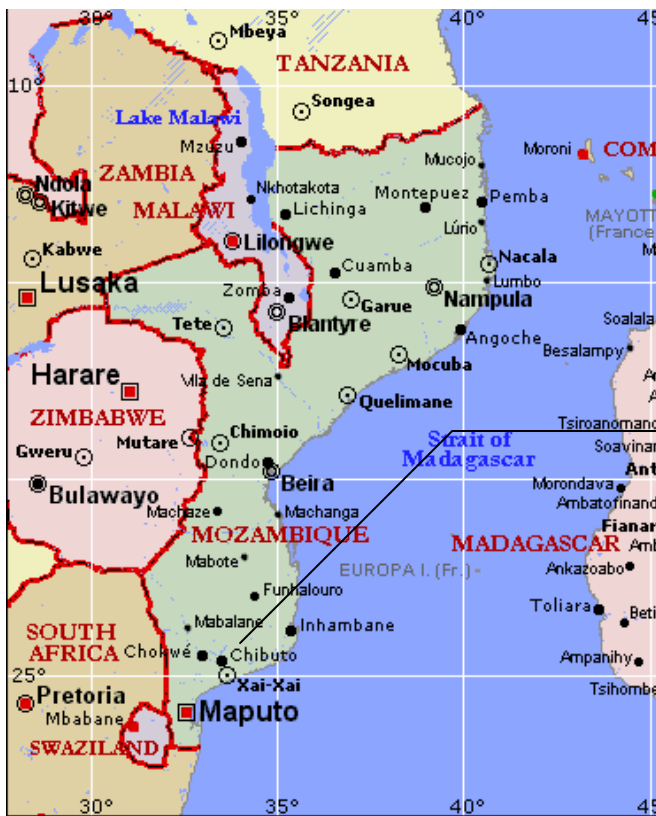 30°
35°
40°
45
Mbeya
TANZANIA
10°
Songea
Lake Malawi
Mzuzu
Mucojo
Moroni
COM
ZAMBIA
Ndola
Kitwe
Nkhotakota
MALAWI
Lichinga
Montepuez
Pemba
MAYOTT
(France
Lúrio
Lilongwe
Kabwe
Cuamba
Nacala
M
Lusaka
Zomba
Garue
Nampula
Lumbo
Tete
Blantyre
Soalala
Angoche
Besalampy
Harare
Mocuba
Vila de Sena
Quelimane
ZIMBABWE
Tsiroanomand
Mutare
Chimoio
Strait of
Madagascar
Soavinar
Gweru
Dondo
Ant
Bulawayo
Beira
Morondava
Ambatofinand
Machaze
Machanga
MOZAMBIQUE
Fianar
MADAGASCAR
Amb
Mabote
EUROPA I. (Fr.)
Ankazoabo
Funhalouro
Toliara
Beti
SOUTH
AFRICA
Mabalane
Inhambane
Chokwé
Chibuto
Ampanihy
25°
Xai-Xai
Tsihombe
Pretoria
Mbabane
Maputo
SWAZILAND
30°
35°
40°
45